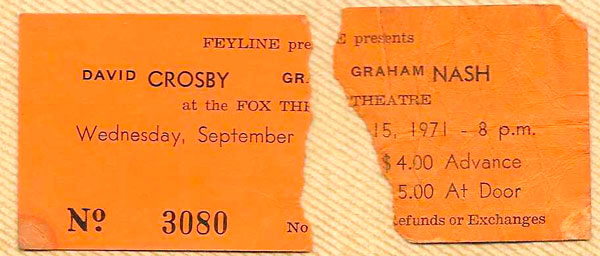 FEYLINE pre E presents
DAVID CROSBY GR GRAHAM NASH
at the FOX TH THEATRE
Wednesday, September 15, 1971 - 8 p.m.
$4.00 Advance
5.00 At Door
Nº 3080 No efunds or Exchanges